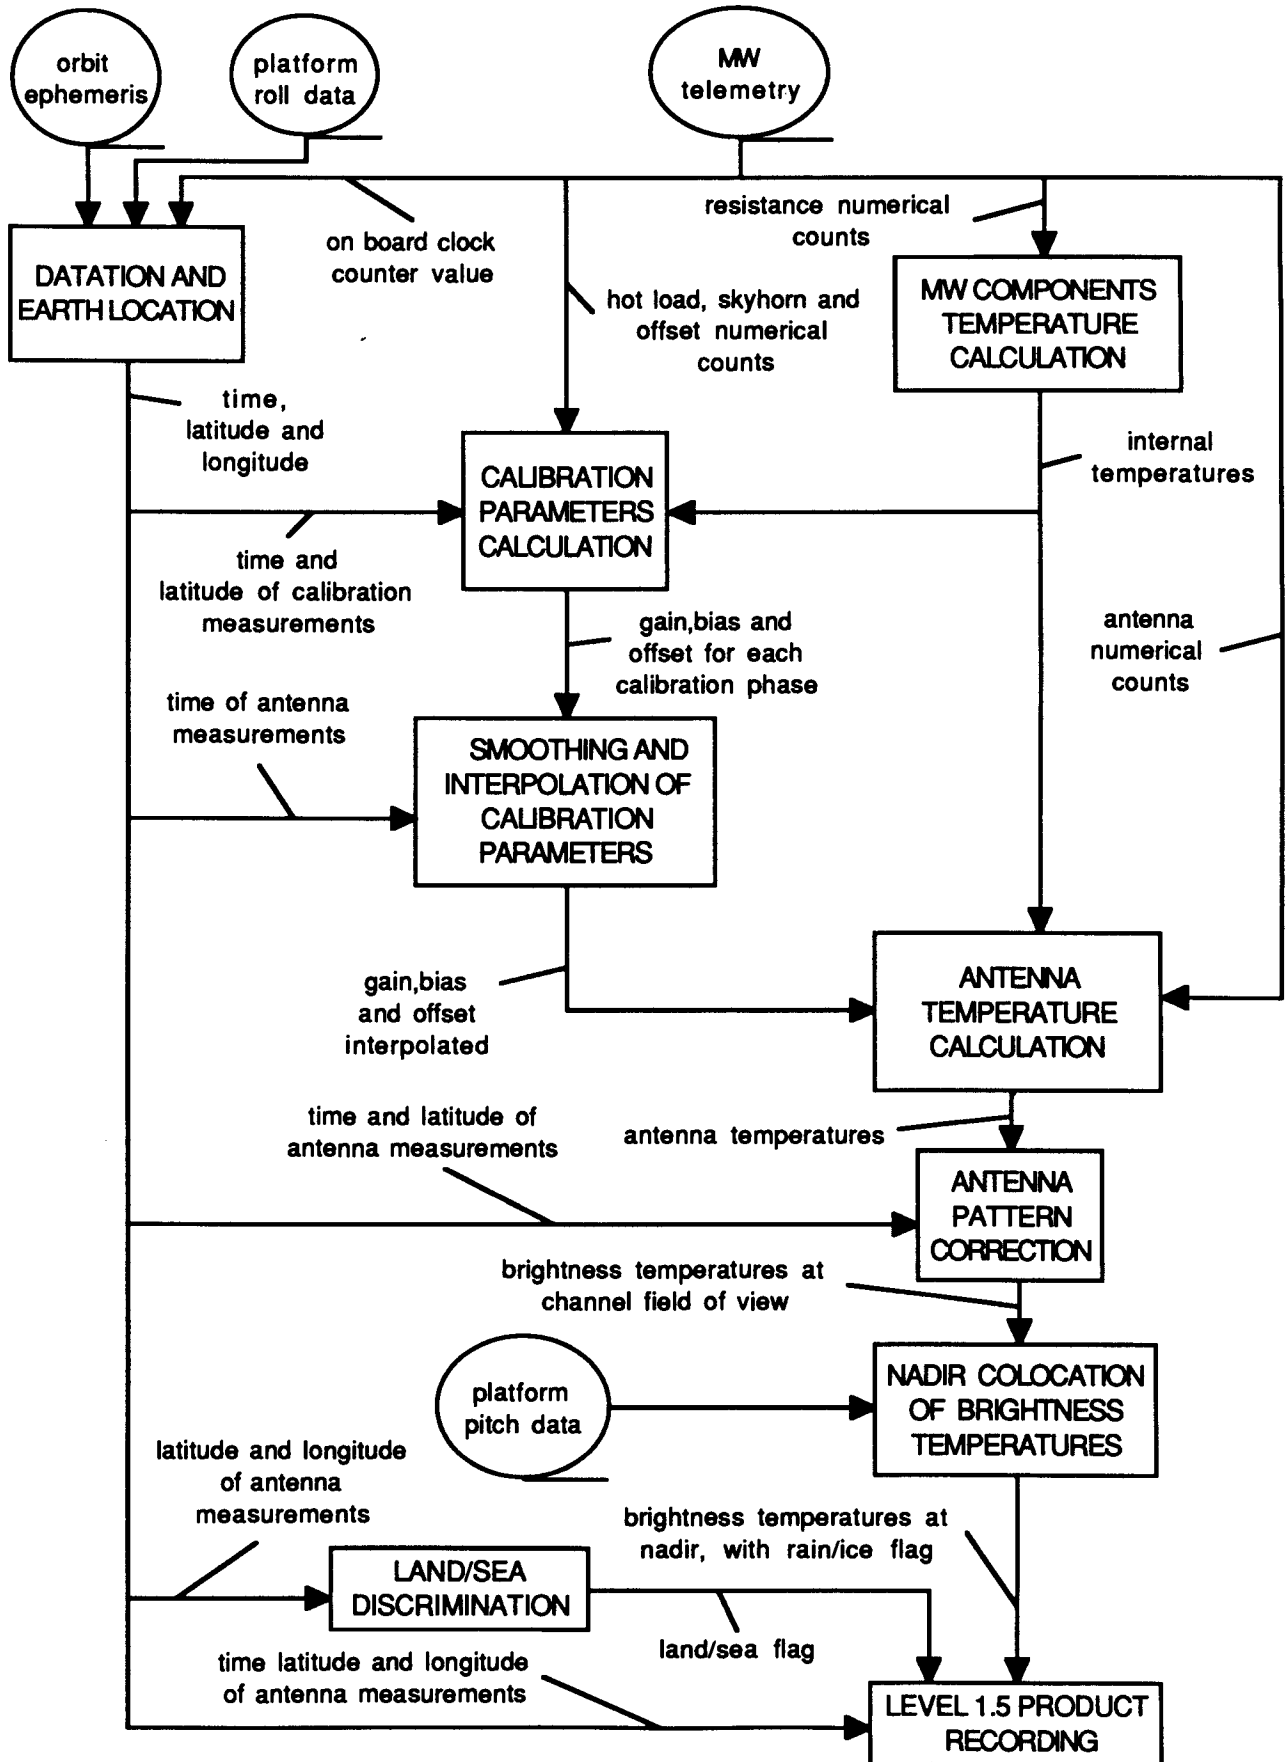 orbit
ephemeris
platform
roll data
MW
telemetry
on board clock
counter value
resistance numerical
counts
DATATION AND
EARTH LOCATION
hot load, skyhorn and
offset numerical
counts
MW COMPONENTS
TEMPERATURE
CALCULATION
time,
latitude and
longitude
internal
temperatures
CALIBRATION
PARAMETERS
CALCULATION
time and
latitude of calibration
measurements
gain,bias and
offset for each
calibration phase
antenna
numerical
counts
time of antenna
measurements
SMOOTHING AND
INTERPOLATION OF
CALIBRATION
PARAMETERS
gain,bias
and offset
interpolated
ANTENNA
TEMPERATURE
CALCULATION
time and latitude of
antenna measurements
antenna temperatures
ANTENNA
PATTERN
CORRECTION
brightness temperatures at
channel field of view
platform
pitch data
NADIR COLOCATION
OF BRIGHTNESS
TEMPERATURES
latitude and longitude
of antenna
measurements
brightness temperatures at
nadir, with rain/ice flag
LAND/SEA
DISCRIMINATION
land/sea flag
time latitude and longitude
of antenna measurements
LEVEL 1.5 PRODUCT
RECORDING